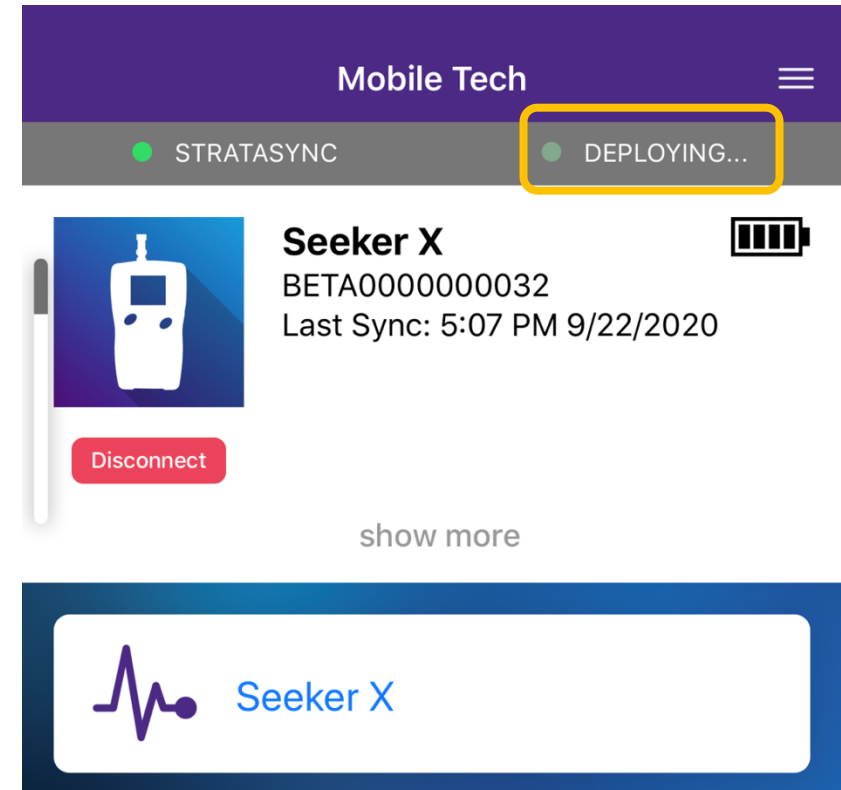 Mobile Tech
STRATASYNC
DEPLOYING...
Seeker X
BETA0000000032
Last Sync: 5:07 PM 9/22/2020
Disconnect
show more
Seeker X